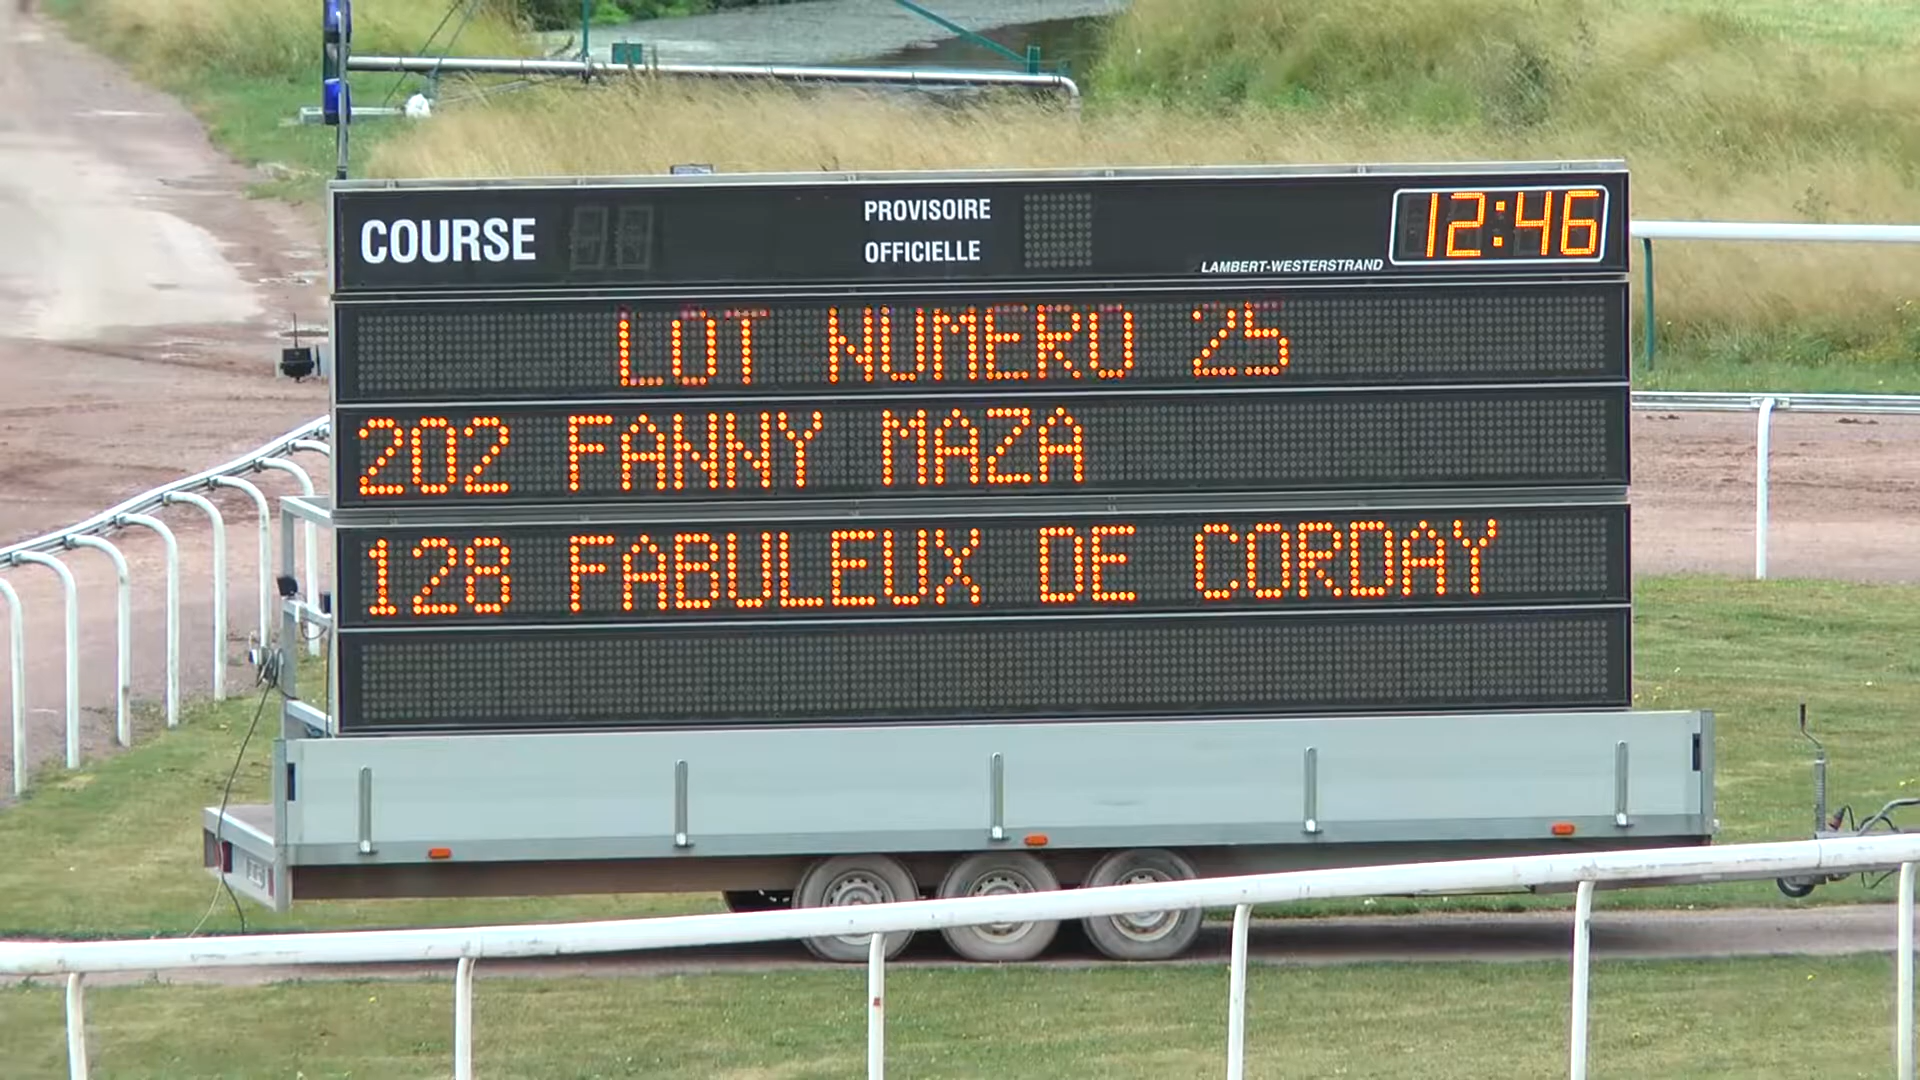 COURSE
PROVISOIRE
OFFICIELLE
LAMBERT-WESTERSTRAND
12:46
LOT NUMERO 25
202 FANNY MAZA
128 FABULEUX DE CORDAY